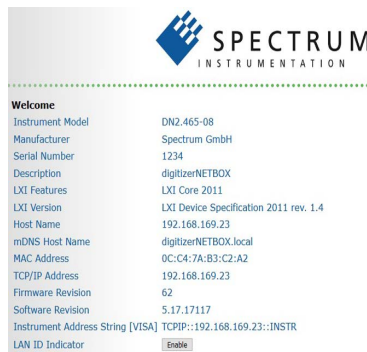 SPECTRUM
INSTRUMENTATION
Welcome
Instrument Model DN2.465-08
Manufacturer Spectrum GmbH
Serial Number 1234
Description digitizerNETBOX
LXI Features LXI Core 2011
LXI Version LXI Device Specification 2011 rev. 1.4
Host Name 192.168.169.23
mDNS Host Name digitizerNETBOX.local
MAC Address 0C:C4:7A:B3:C2:A2
TCP/IP Address 192.168.169.23
Firmware Revision 62
Software Revision 5.17.17117
Instrument Address String [VISA] TCPIP::192.168.169.23::INSTR
LAN ID Indicator Enable